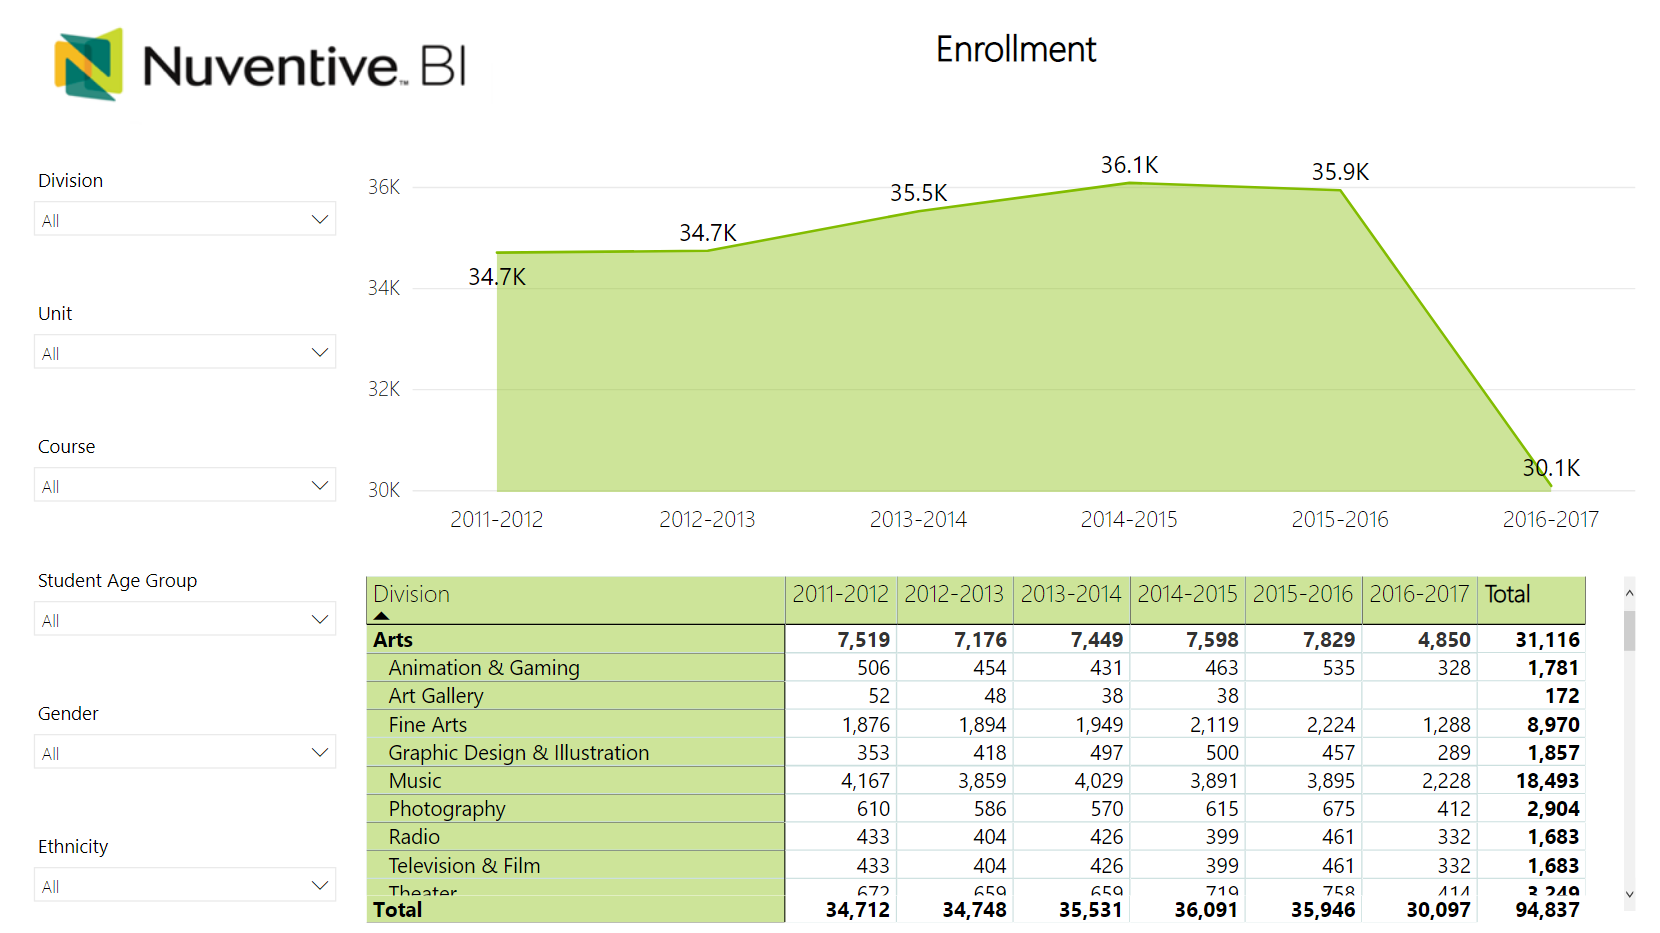 Nuventive™ BI
Enrollment
Division
All
Unit
All
Course
All
Student Age Group
All
Gender
All
Ethnicity
All
36K
34K
32K
30K
34.7K
34.7K
35.5K
36.1K
35.9K
30.1K
2011-2012 2012-2013 2013-2014 2014-2015 2015-2016 2016-2017
Division 2011-2012 2012-2013 2013-2014 2014-2015 2015-2016 2016-2017 Total
Arts 7,519 7,176 7,449 7,598 7,829 4,850 31,116
Animation & Gaming 506 454 431 463 535 328 1,781
Art Gallery 52 48 38 38 172
Fine Arts 1,876 1,894 1,949 2,119 2,224 1,288 8,970
Graphic Design & Illustration 353 418 497 500 457 289 1,857
Music 4,167 3,859 4,029 3,891 3,895 2,228 18,493
Photography 610 586 570 615 675 412 2,904
Radio 433 404 426 399 461 332 1,683
Television & Film 433 404 426 399 461 332 1,683
Theater 672 659 659 719 758 414 3,249
Total 34,712 34,748 35,531 36,091 35,946 30,097 94,837